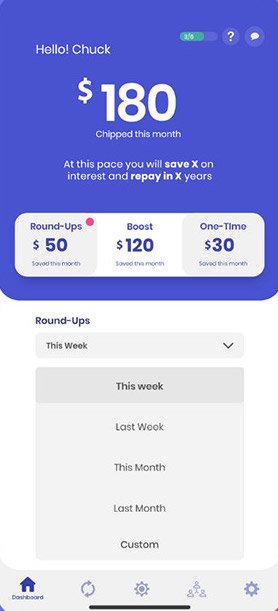 3/6
?
Hello! Chuck
$ 180
Chipped this month
At this pace you will save X on
interest and repay in X years
Round-Ups Boost One-Time
$ 50 $ 120 $ 30
Saved this month Saved this month Saved this month
Round-Ups
This Week
This week
Last Week
This Month
Last Month
Custom
Dashboard